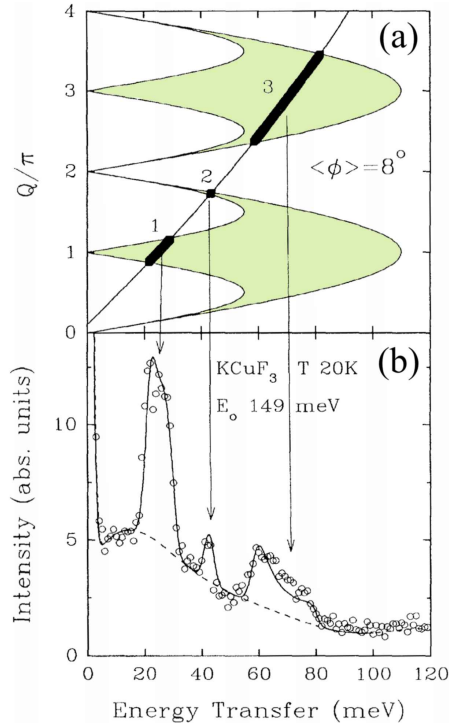 (a)
4
3
3
2
2
1
1
0
Q/π
<φ>=8°
(b)
KCuF₃ T 20K
E₀ 149 meV
10
5
0
Intensity (abs. units)
0 20 40 60 80 100 120
Energy Transfer (meV)